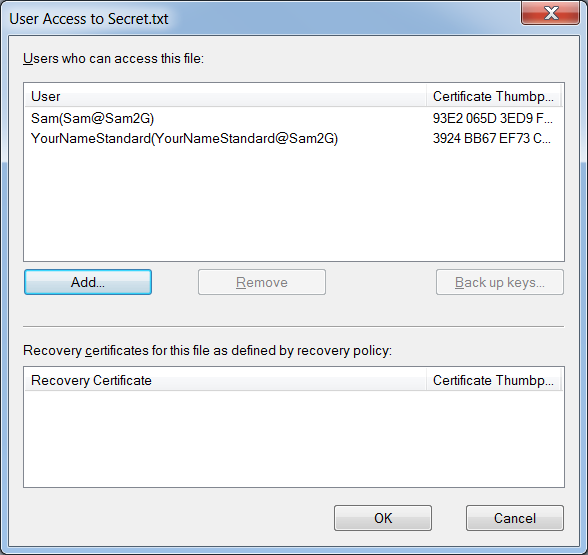 User Access to Secret.txt
Users who can access this file:
User Certificate Thumbp...
Sam(Sam@Sam2G) 93E2 065D 3ED9 F...
YourNameStandard(YourNameStandard@Sam2G) 3924 BB67 EF73 C...
Add... Remove Back up keys...
Recovery certificates for this file as defined by recovery policy:
Recovery Certificate Certificate Thumbp...
OK Cancel